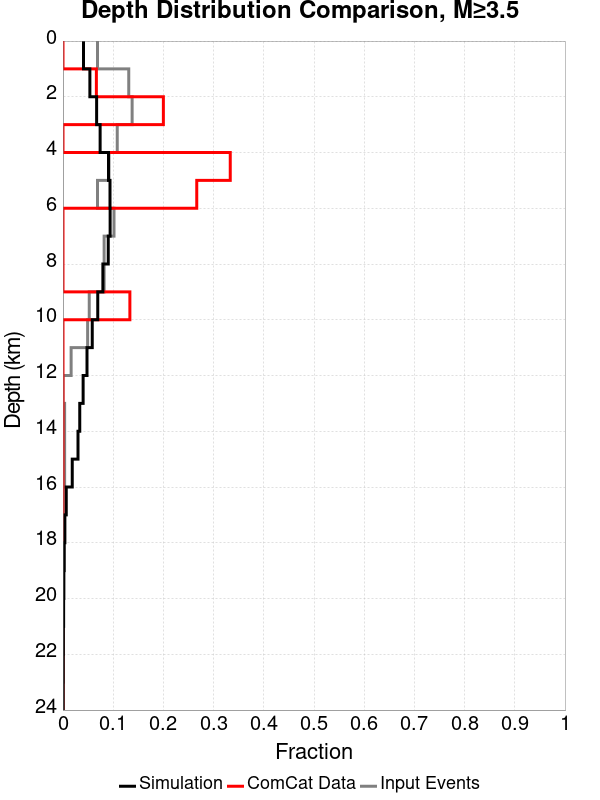 Depth Distribution Comparison, M≥3.5
0
2
4
6
8
10
12
14
16
18
20
22
24
Depth (km)
0 0.1 0.2 0.3 0.4 0.5 0.6 0.7 0.8 0.9 1
Fraction
Simulation ComCat Data Input Events